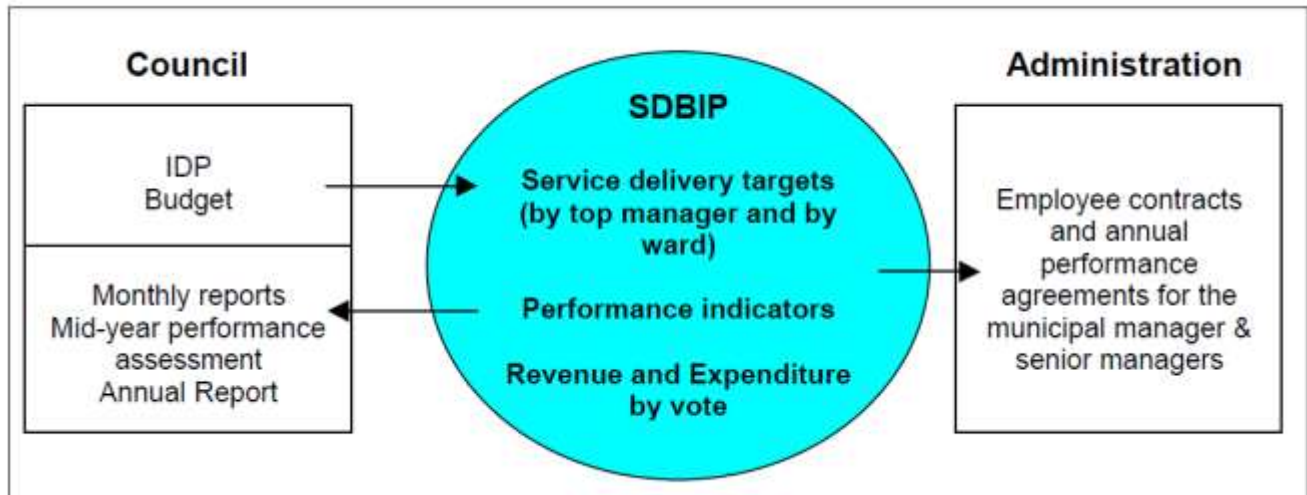 Council
IDP
Budget
Monthly reports
Mid-year performance
assessment
Annual Report
SDBIP
Service delivery targets
(by top manager and by
ward)
Performance indicators
Revenue and Expenditure
by vote
Administration
Employee contracts
and annual
performance
agreements for the
municipal manager &
senior managers